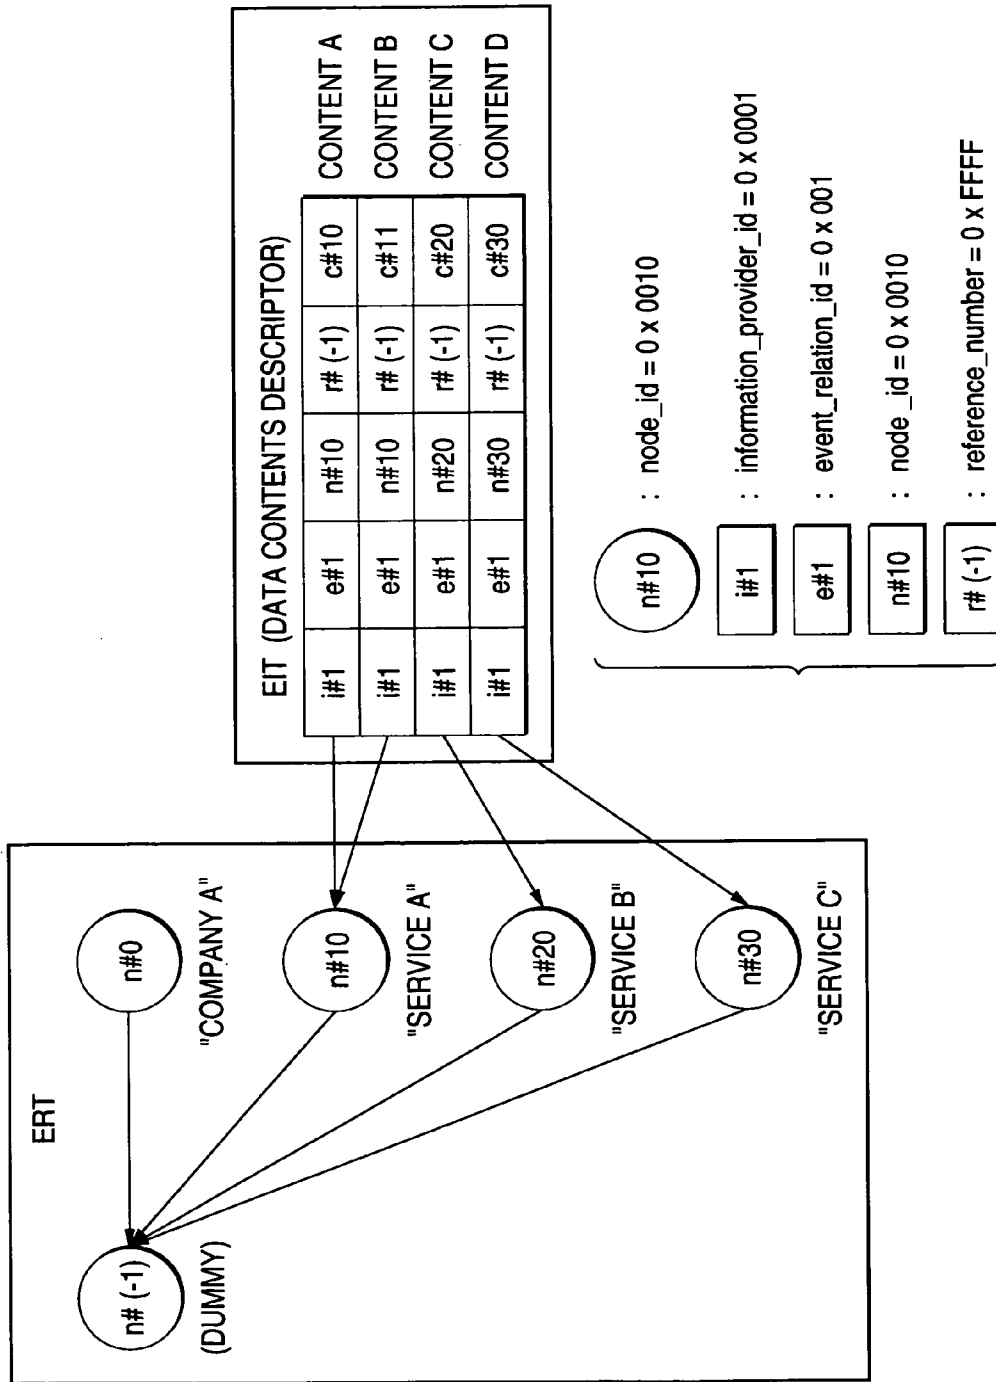 ERT
n# (-1)
(DUMMY)
n#0
"COMPANY A"
n#10
"SERVICE A"
n#20
"SERVICE B"
n#30
"SERVICE C"
EIT (DATA CONTENTS DESCRIPTOR)
i#1 e#1 n#10 r# (-1) c#10 CONTENT A
i#1 e#1 n#10 r# (-1) c#11 CONTENT B
i#1 e#1 n#20 r# (-1) c#20 CONTENT C
i#1 e#1 n#30 r# (-1) c#30 CONTENT D
n#10 : node_id = 0 x 0010
i#1 : information_provider_id = 0 x 0001
e#1 : event_relation_id = 0 x 001
n#10 : node _id = 0 x 0010
r# (-1) : reference_number = 0 x FFFF